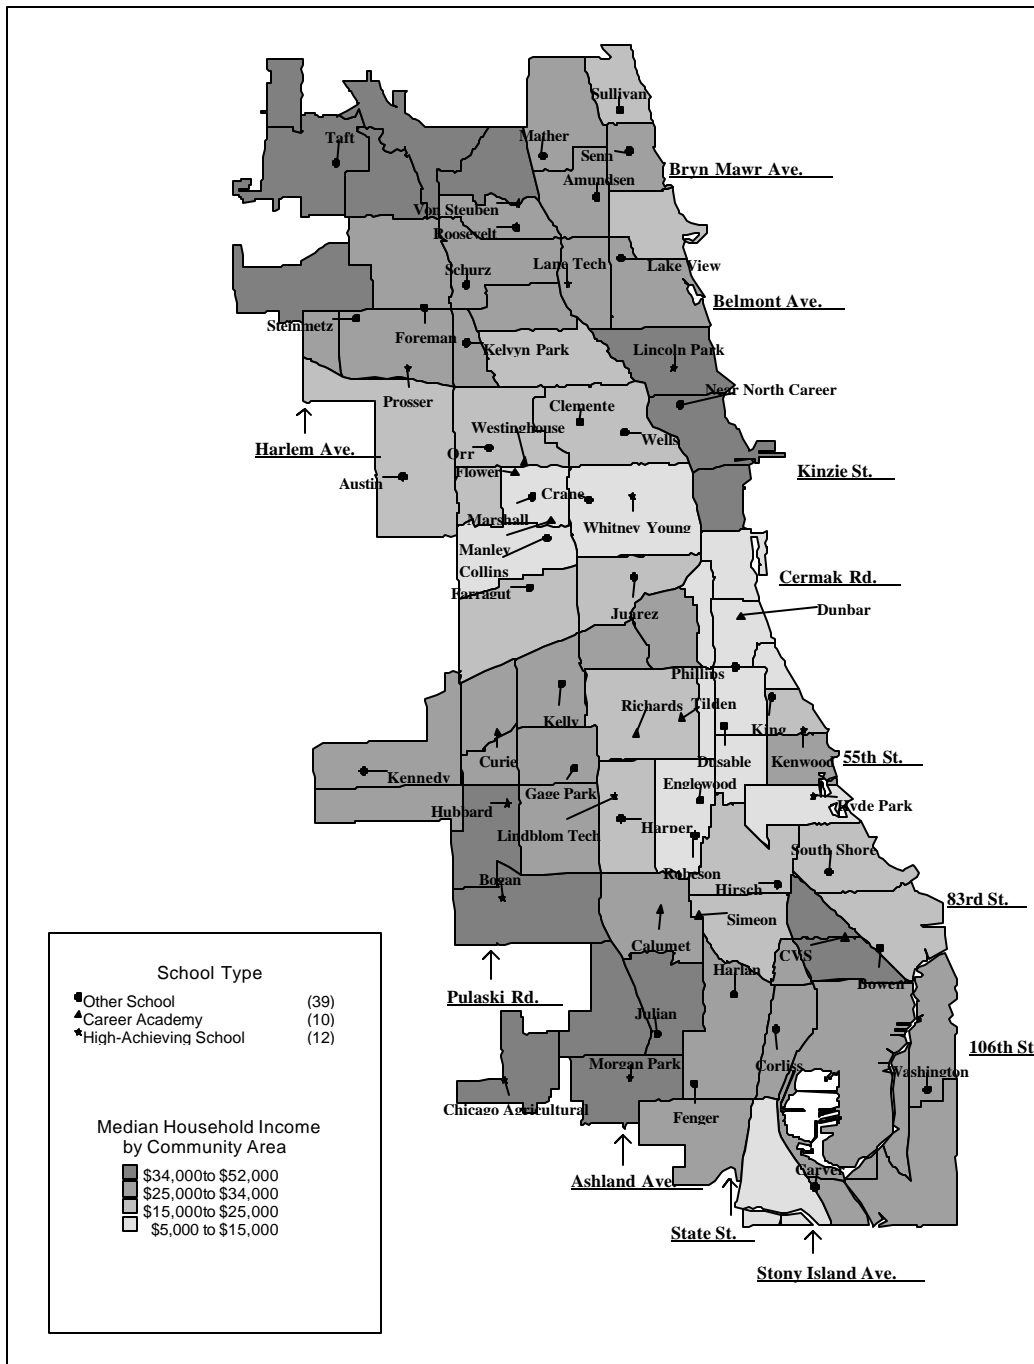 Sullivan
Taft
Mather
Senn
Bryn Mawr Ave.
Amundsen
Von Steuben
Roosevelt
Lane Tech
Lake View
Schurz
Belmont Ave.
Steinmetz
Foreman
Kelvyn Park
Lincoln Park
Near North Career
Prosser
Clemente
Westinghouse
Wells
Harlem Ave.
Orr
Kinzie St.
Flower
Austin
Crane
Marshall
Whitney Young
Manley
Collins
Cermak Rd.
Farragut
Dunbar
Juarez
Phillips
Richards
Tilden
Kelly
King
Curie
Dusable
Kenwood
55th St.
Kennedy
Gage Park
Englewood
Hubbard
Hyde Park
Lindblom Tech
Harper
South Shore
Robeson
Bogan
Hirsch
83rd St.
Simeon
Calumet
CVS
Harlan
Bowen
Pulaski Rd.
Julian
106th St
Morgan Park
Corliss
Washington
Chicago Agricultural
Fenger
Carver
Ashland Ave.
State St.
Stony Island Ave.
School Type
Other School (39)
Career Academy (10)
High-Achieving School (12)
Median Household Income
by Community Area
$34,000to $52,000
$25,000to $34,000
$15,000to $25,000
$5,000 to $15,000